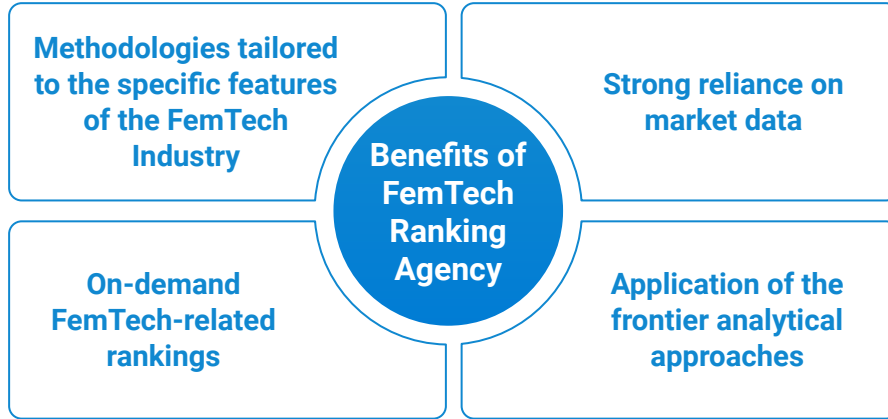 Methodologies tailored
to the specific features
of the FemTech
Industry
Strong reliance on
market data
Benefits of
FemTech
Ranking
Agency
On-demand
FemTech-related
rankings
Application of the
frontier analytical
approaches